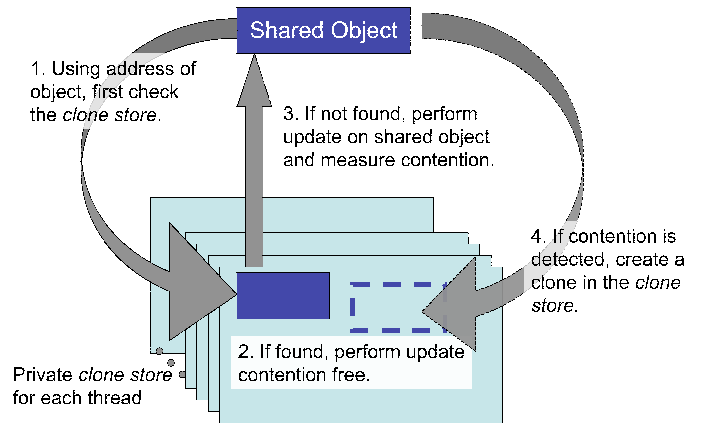 Shared Object
1. Using address of
object, first check
the clone store.
3. If not found, perform
update on shared object
and measure contention.
4. If contention is
detected, create a
clone in the clone
store.
2. If found, perform update
contention free.
Private clone store
for each thread